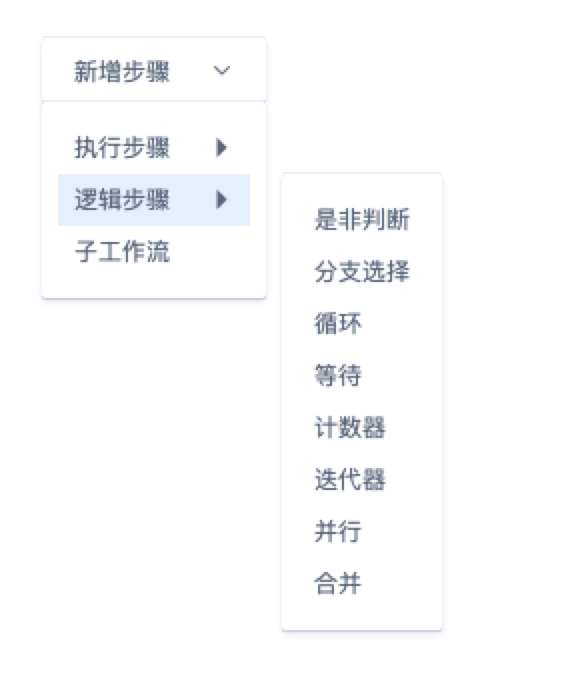 新增步骤
执行步骤
逻辑步骤
子工作流
是非判断
分支选择
循环
等待
计数器
迭代器
并行
合并